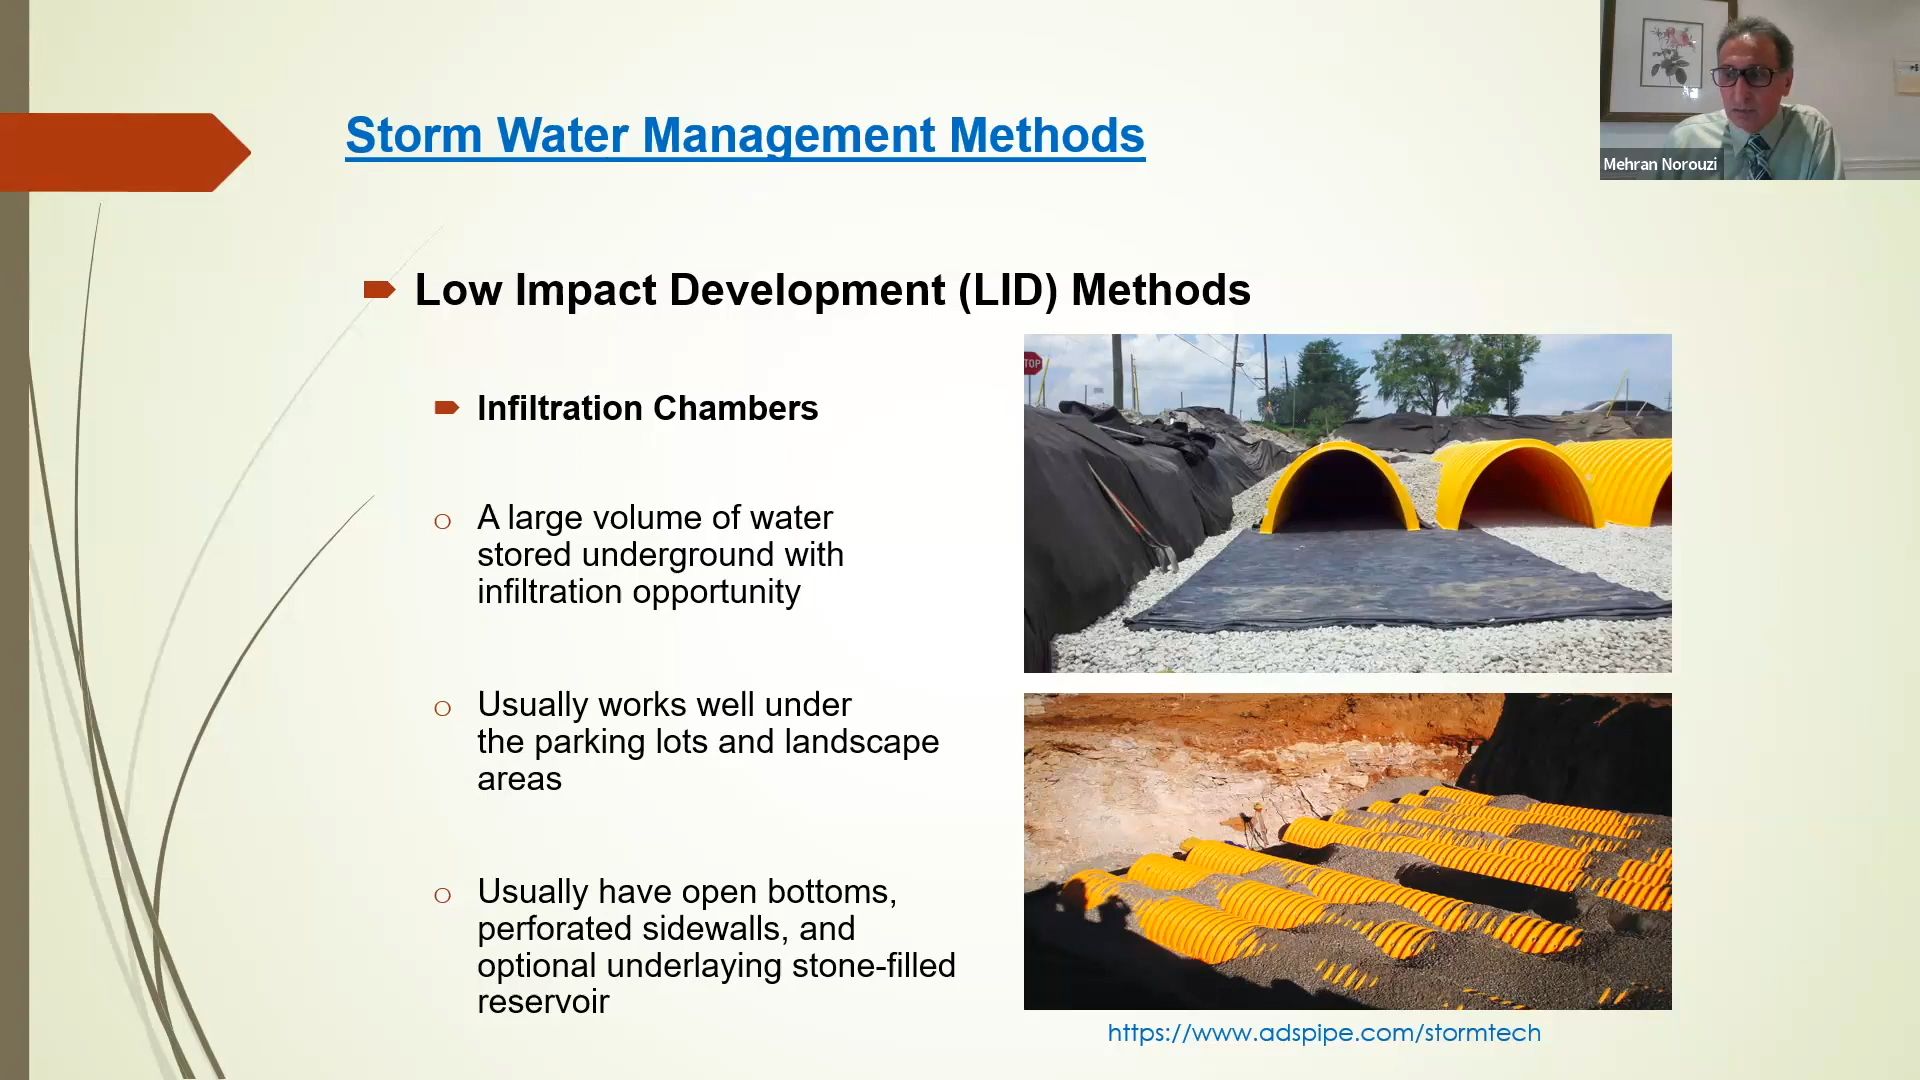 Storm Water Management Methods
Mehran Norouzi
Low Impact Development (LID) Methods
Infiltration Chambers
A large volume of water
stored underground with
infiltration opportunity
Usually works well under
the parking lots and landscape
areas
Usually have open bottoms,
perforated sidewalls, and
optional underlaying stone-filled
reservoir
TOP
https://www.adspipe.com/stormtech